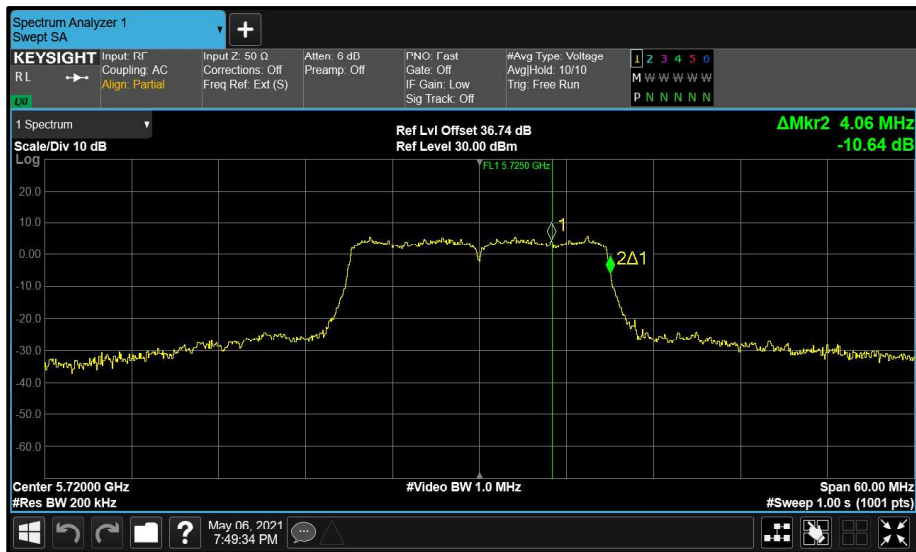 Spectrum Analyzer 1
Swept SA
KEYSIGHT
RL
LXI
Input: RF
Coupling: AC
Align: Partial
Input Z: 50 Ω
Corrections: Off
Freq Ref: Ext (S)
Atten: 6 dB
Preamp: Off
PNO: Fast
Gate: Off
IF Gain: Low
Sig Track: Off
#Avg Type: Voltage
Avg|Hold: 10/10
Trig: Free Run
1 2 3 4 5 6
M W W W W W
P N N N N N
1 Spectrum
Scale/Div 10 dB
Ref Lvl Offset 36.74 dB
Ref Level 30.00 dBm
ΔMkr2 4.06 MHz
-10.64 dB
Log
FL1 5.7250 GHz
20.0
10.0
1
0.00
2Δ1
-10.0
-20.0
-30.0
-40.0
-50.0
-60.0
Center 5.72000 GHz
#Video BW 1.0 MHz
Span 60.00 MHz
#Res BW 200 kHz
#Sweep 1.00 s (1001 pts)
?
May 06, 2021
7:49:34 PM